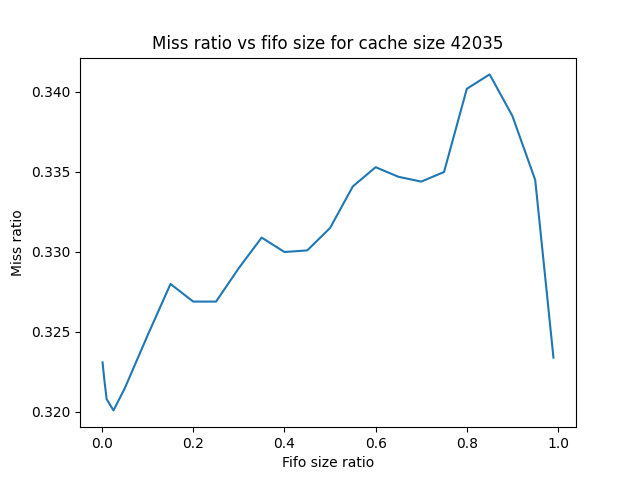 Miss ratio vs fifo size for cache size 42035
0.340
0.335
0.330
0.325
0.320
Miss ratio
0.0 0.2 0.4 0.6 0.8 1.0
Fifo size ratio